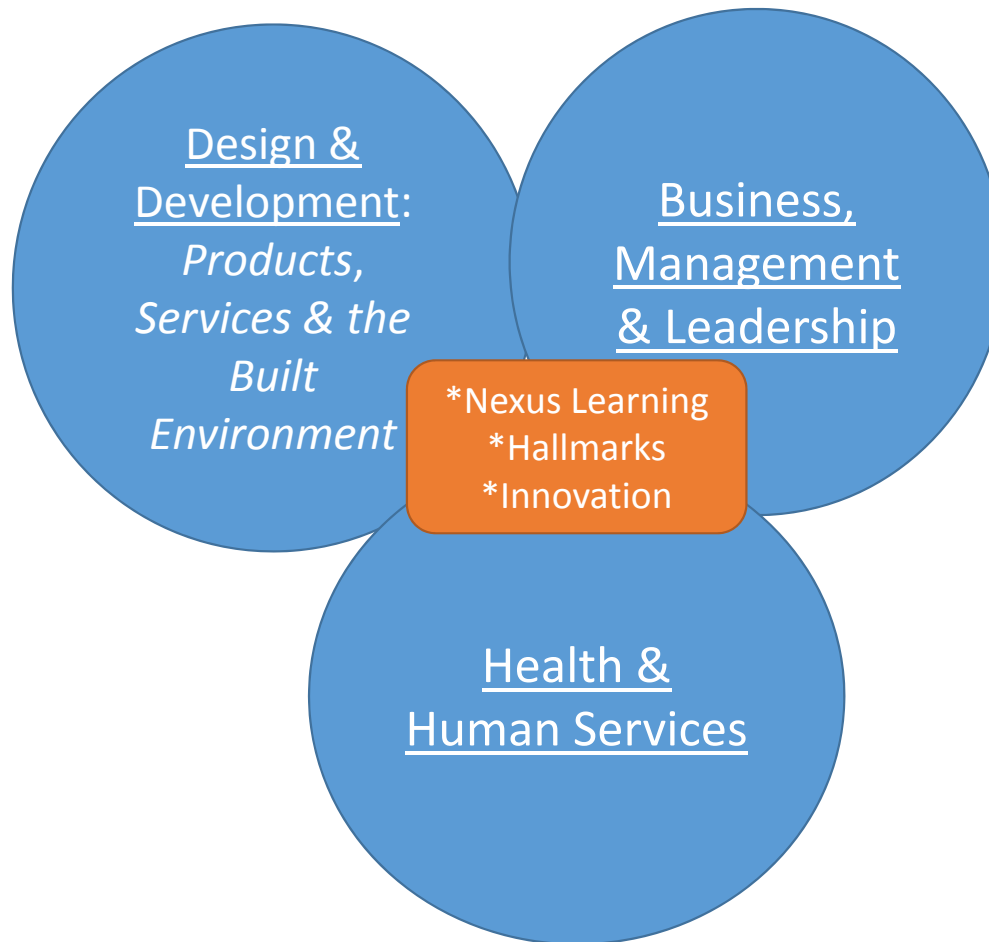 Design &
Development:
Products,
Services & the
Built
Environment
Business,
Management
& Leadership
*Nexus Learning
*Hallmarks
*Innovation
Health &
Human Services